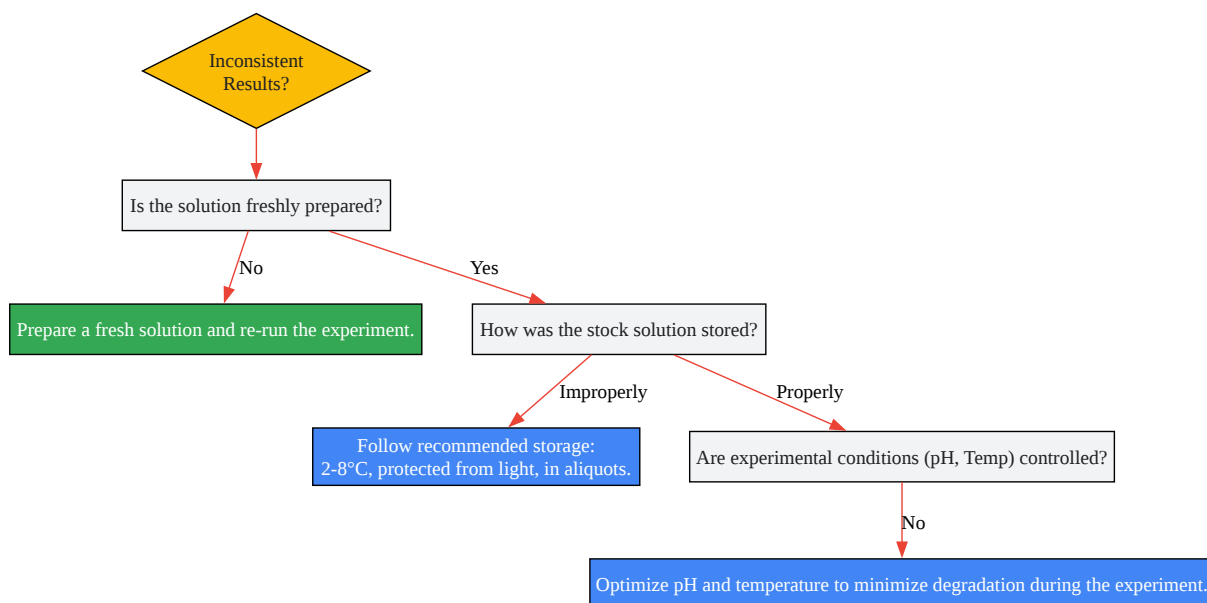 Inconsistent
Results?
Is the solution freshly prepared?
No
Yes
Prepare a fresh solution and re-run the experiment.
How was the stock solution stored?
Improperly
Properly
Follow recommended storage:
2-8°C, protected from light, in aliquots.
Are experimental conditions (pH, Temp) controlled?
No
Optimize pH and temperature to minimize degradation during the experiment.